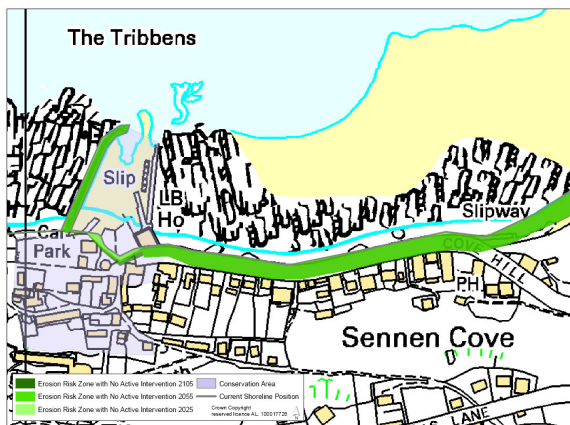 The Tribbens
Slip
LB
Ho
Slipway
Car
Park
COVE HILL
PH
Sennen Cove
LANE
Erosion Risk Zone with No Active Intervention 2105
Erosion Risk Zone with No Active Intervention 2055
Erosion Risk Zone with No Active Intervention 2025
Conservation Area
Current Shoreline Position
Crown Copyright
reserved licence AL. 100017728